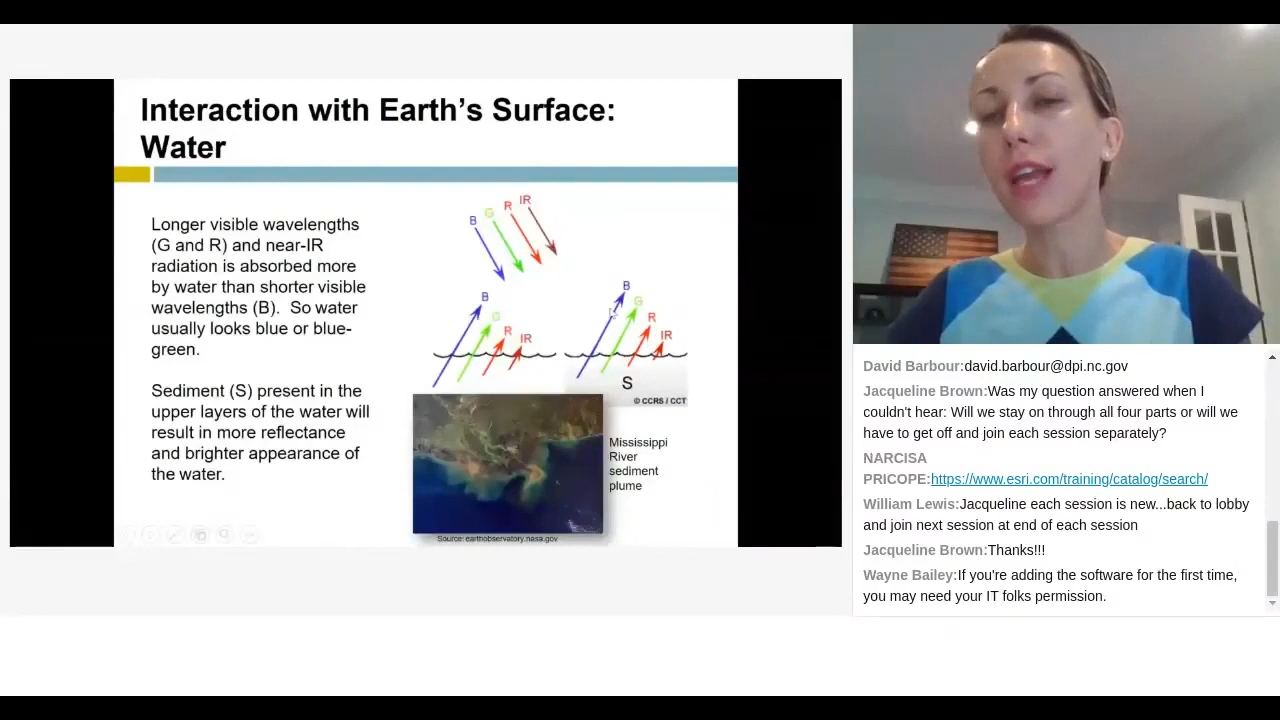 Interaction with Earth's Surface:
Water
Longer visible wavelengths
(G and R) and near-IR
radiation is absorbed more
by water than shorter visible
wavelengths (B).  So water
usually looks blue or blue-
green.
Sediment (S) present in the
upper layers of the water will
result in more reflectance
and brighter appearance of
the water.
B
G
R
IR
B
G
R
IR
B
G
R
IR
S
© CCRS / CCT
Mississippi
River
sediment
plume
Source: earthobservatory.nasa.gov
David Barbour:david.barbour@dpi.nc.gov
Jacqueline Brown:Was my question answered when I
couldn't hear: Will we stay on through all four parts or will we
have to get off and join each session separately?
NARCISA
PRICOPE:https://www.esri.com/training/catalog/search/
William Lewis:Jacqueline each session is new...back to lobby
and join next session at end of each session
Jacqueline Brown:Thanks!!!
Wayne Bailey:If you're adding the software for the first time,
you may need your IT folks permission.